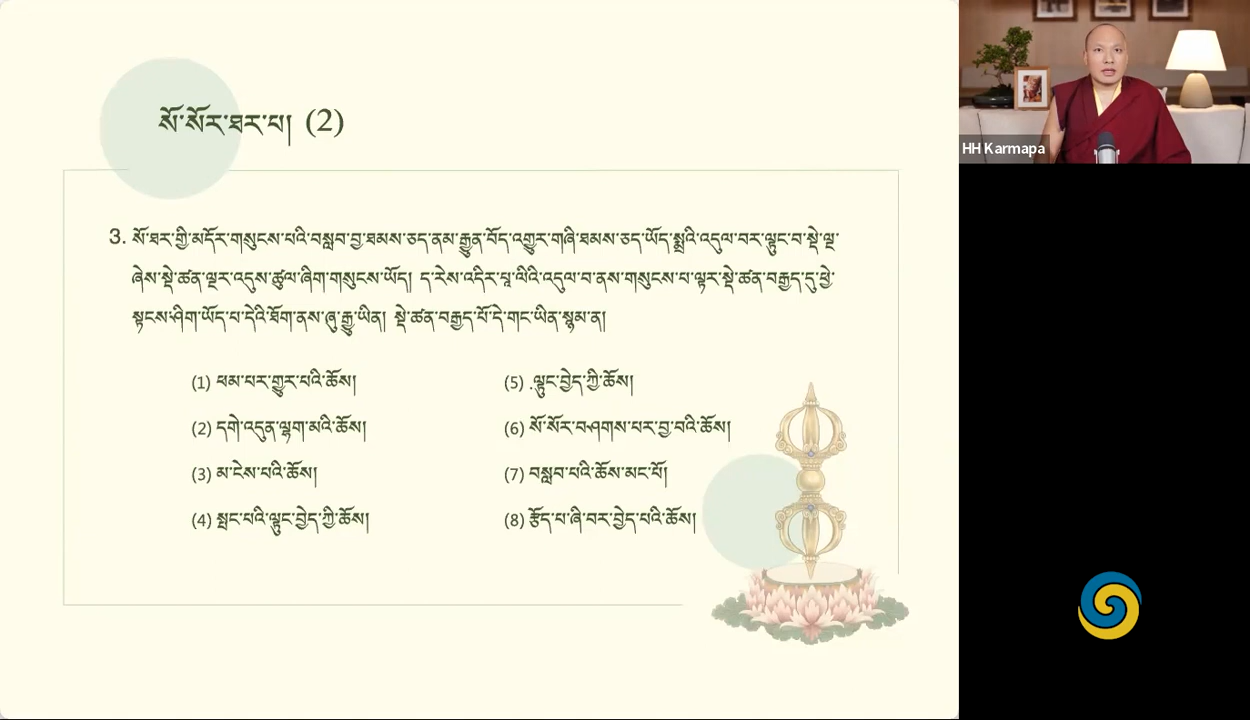 སོ་སོར་ཐར་པ། (2)
3. སོ་ཐར་གྱི་མདོར་གསུངས་པའི་བསླབ་བྱ་ཐམས་ཅད་ནམ་རྒྱུན་བོད་འགྱུར་གཞི་ཐམས་ཅད་ཡོད་སྨྲའི་འདུལ་བར་ལྟུང་བ་སྡེ་ལྔ་
ཞེས་སྡེ་ཚན་ལྔར་འདུས་ཚུལ་ཞིག་གསུངས་ཡོད། ད་རེས་འདིར་པཱ་ལིའི་འདུལ་བ་ནས་གསུངས་པ་ལྟར་སྡེ་ཚན་བརྒྱད་དུ་ཕྱེ་
སྟངས་ཤིག་ཡོད་པ་དེའི་ཐོག་ནས་ཞུ་རྒྱུ་ཡིན། སྡེ་ཚན་བརྒྱད་པོ་དེ་གང་ཡིན་སྙམ་ན།
(1) ཕམ་པར་གྱུར་པའི་ཆོས།
(2) དགེ་འདུན་ལྷག་མའི་ཆོས།
(3) མ་ངེས་པའི་ཆོས།
(4) སྤང་པའི་ལྟུང་བྱེད་ཀྱི་ཆོས།
(5) .ལྟུང་བྱེད་ཀྱི་ཆོས།
(6) སོ་སོར་བཤགས་པར་བྱ་བའི་ཆོས།
(7) བསླབ་པའི་ཆོས་མང་པོ།
(8) རྩོད་པ་ཞི་བར་བྱེད་པའི་ཆོས།
HH Karmapa